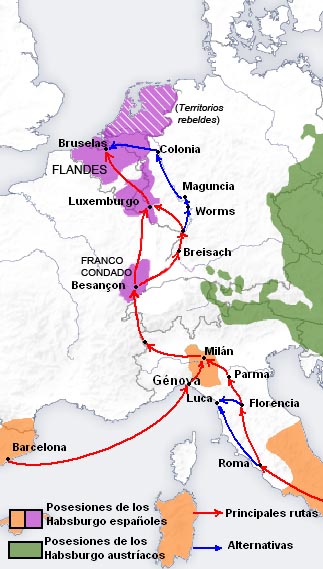 (Territorios
rebeldes)
Bruselas
Colonia
FLANDES
Maguncia
Luxemburgo
Worms
Breisach
FRANCO
CONDADO
Besançon
Milán
Génova
Parma
Luca
Florencia
Barcelona
Roma
Posesiones de los
Habsburgo españoles
Principales rutas
Posesiones de los
Habsburgo austríacos
Alternativas